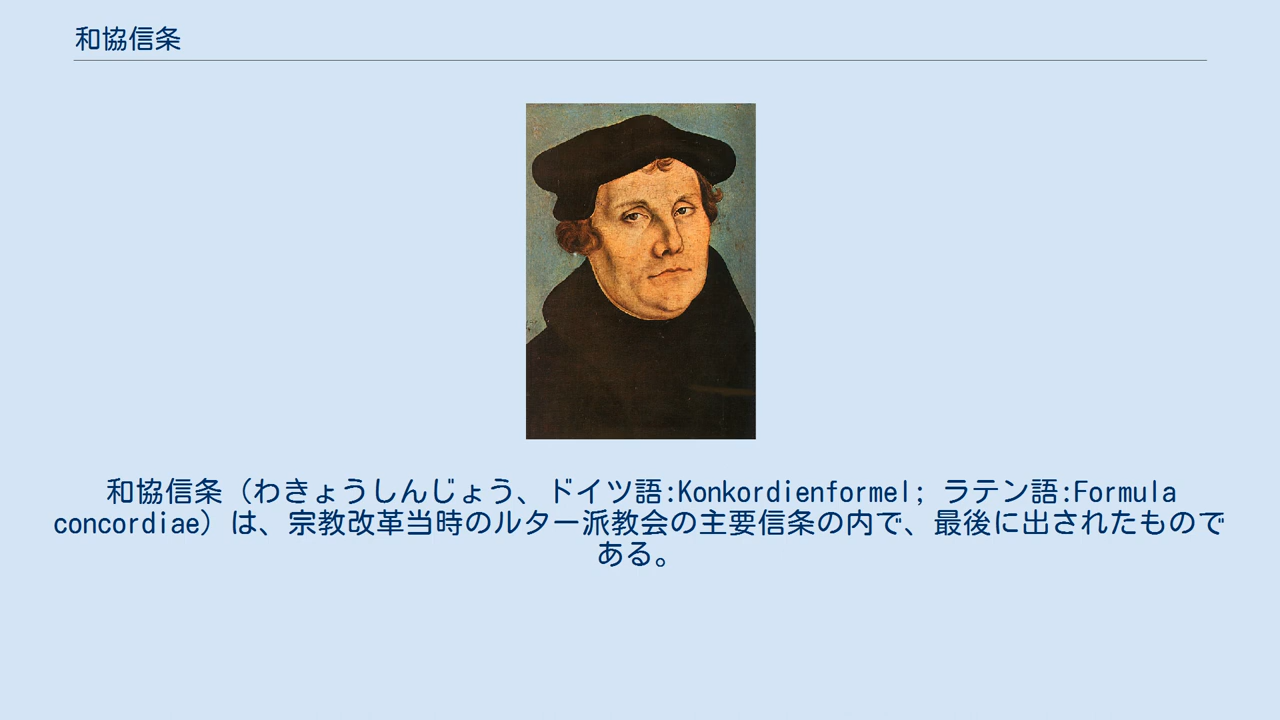 和協信条
和協信条（わきょうしんじょう、ドイツ語:Konkordienformel; ラテン語:Formula
concordiae）は、宗教改革当時のルター派教会の主要信条の内で、最後に出されたもので
ある。